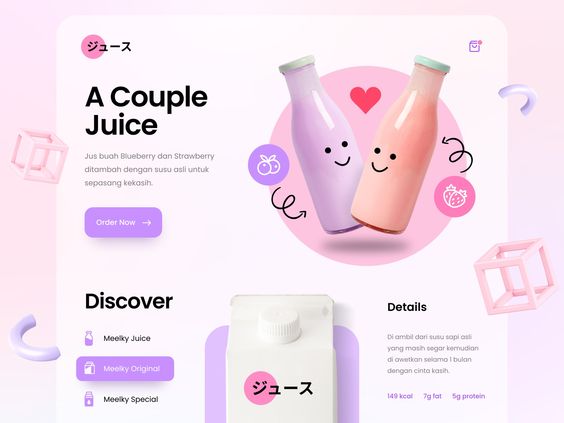 ジュース
A Couple
Juice
Jus buah Blueberry dan Strawberry
ditambah dengan susu asli untuk
sepasang kekasih.
Order Now
Discover
Meelky Juice
Meelky Original
Meelky Special
ジュース
Details
Di ambil dari susu sapi asli
yang masih segar kemudian
di awetkan selama 1 bulan
dengan cinta kasih.
149 kcal 7g fat 5g protein